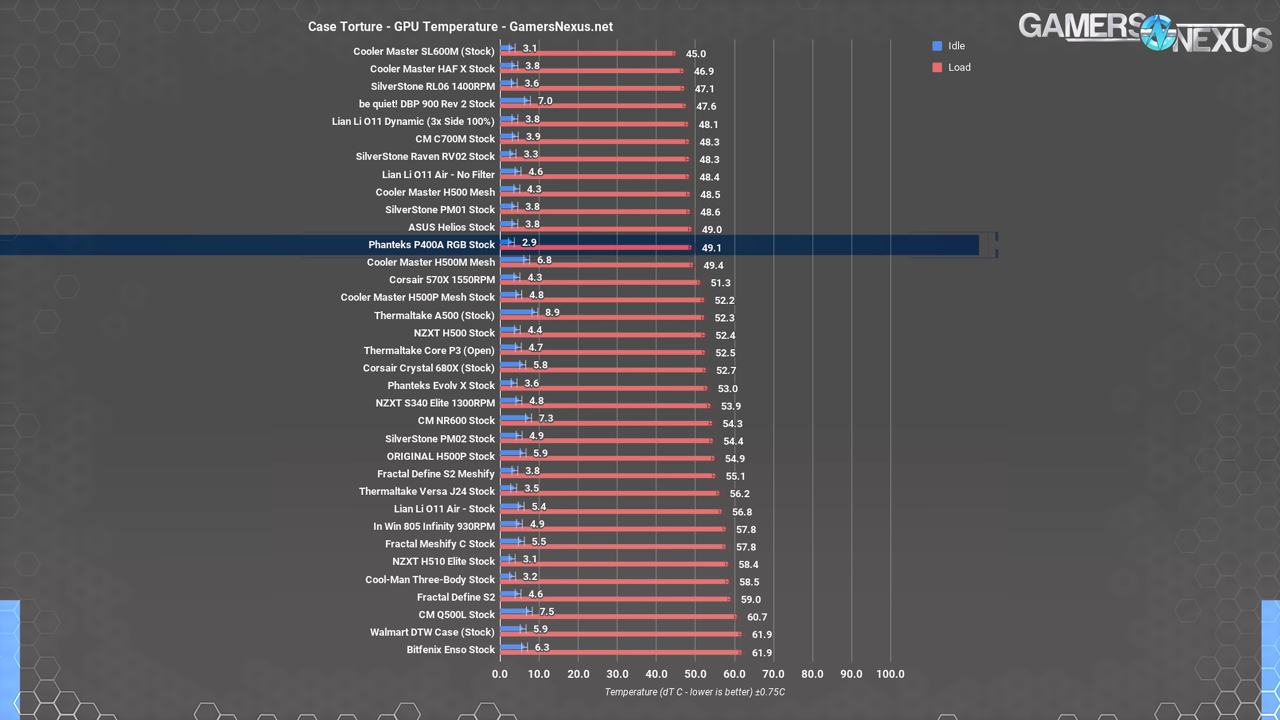 Case Torture - GPU Temperature - GamersNexus.net
GAMERS NEXUS
Idle
Load
Cooler Master SL600M (Stock) 3.1 45.0
Cooler Master HAF X Stock 3.8 46.9
SilverStone RL06 1400RPM 3.6 47.1
be quiet! DBP 900 Rev 2 Stock 7.0 47.6
Lian Li O11 Dynamic (3x Side 100%) 3.8 48.1
CM C700M Stock 3.9 48.3
SilverStone Raven RV02 Stock 3.3 48.3
Lian Li O11 Air - No Filter 4.6 48.4
Cooler Master H500 Mesh 4.3 48.5
SilverStone PM01 Stock 3.8 48.6
ASUS Helios Stock 3.8 49.0
Phanteks P400A RGB Stock 2.9 49.1
Cooler Master H500M Mesh 6.8 49.4
Corsair 570X 1550RPM 4.3 51.3
Cooler Master H500P Mesh Stock 4.8 52.2
Thermaltake A500 (Stock) 8.9 52.3
NZXT H500 Stock 4.4 52.4
Thermaltake Core P3 (Open) 4.7 52.5
Corsair Crystal 680X (Stock) 5.8 52.7
Phanteks Evolv X Stock 3.6 53.0
NZXT S340 Elite 1300RPM 4.8 53.9
CM NR600 Stock 7.3 54.3
SilverStone PM02 Stock 4.9 54.4
ORIGINAL H500P Stock 5.9 54.9
Fractal Define S2 Meshify 3.8 55.1
Thermaltake Versa J24 Stock 3.5 56.2
Lian Li O11 Air - Stock 5.4 56.8
In Win 805 Infinity 930RPM 4.9 57.8
Fractal Meshify C Stock 5.5 57.8
NZXT H510 Elite Stock 3.1 58.4
Cool-Man Three-Body Stock 3.2 58.5
Fractal Define S2 4.6 59.0
CM Q500L Stock 7.5 60.7
Walmart DTW Case (Stock) 5.9 61.9
Bitfenix Enso Stock 6.3 61.9
0.0 10.0 20.0 30.0 40.0 50.0 60.0 70.0 80.0 90.0 100.0
Temperature (dT C - lower is better) ±0.75C